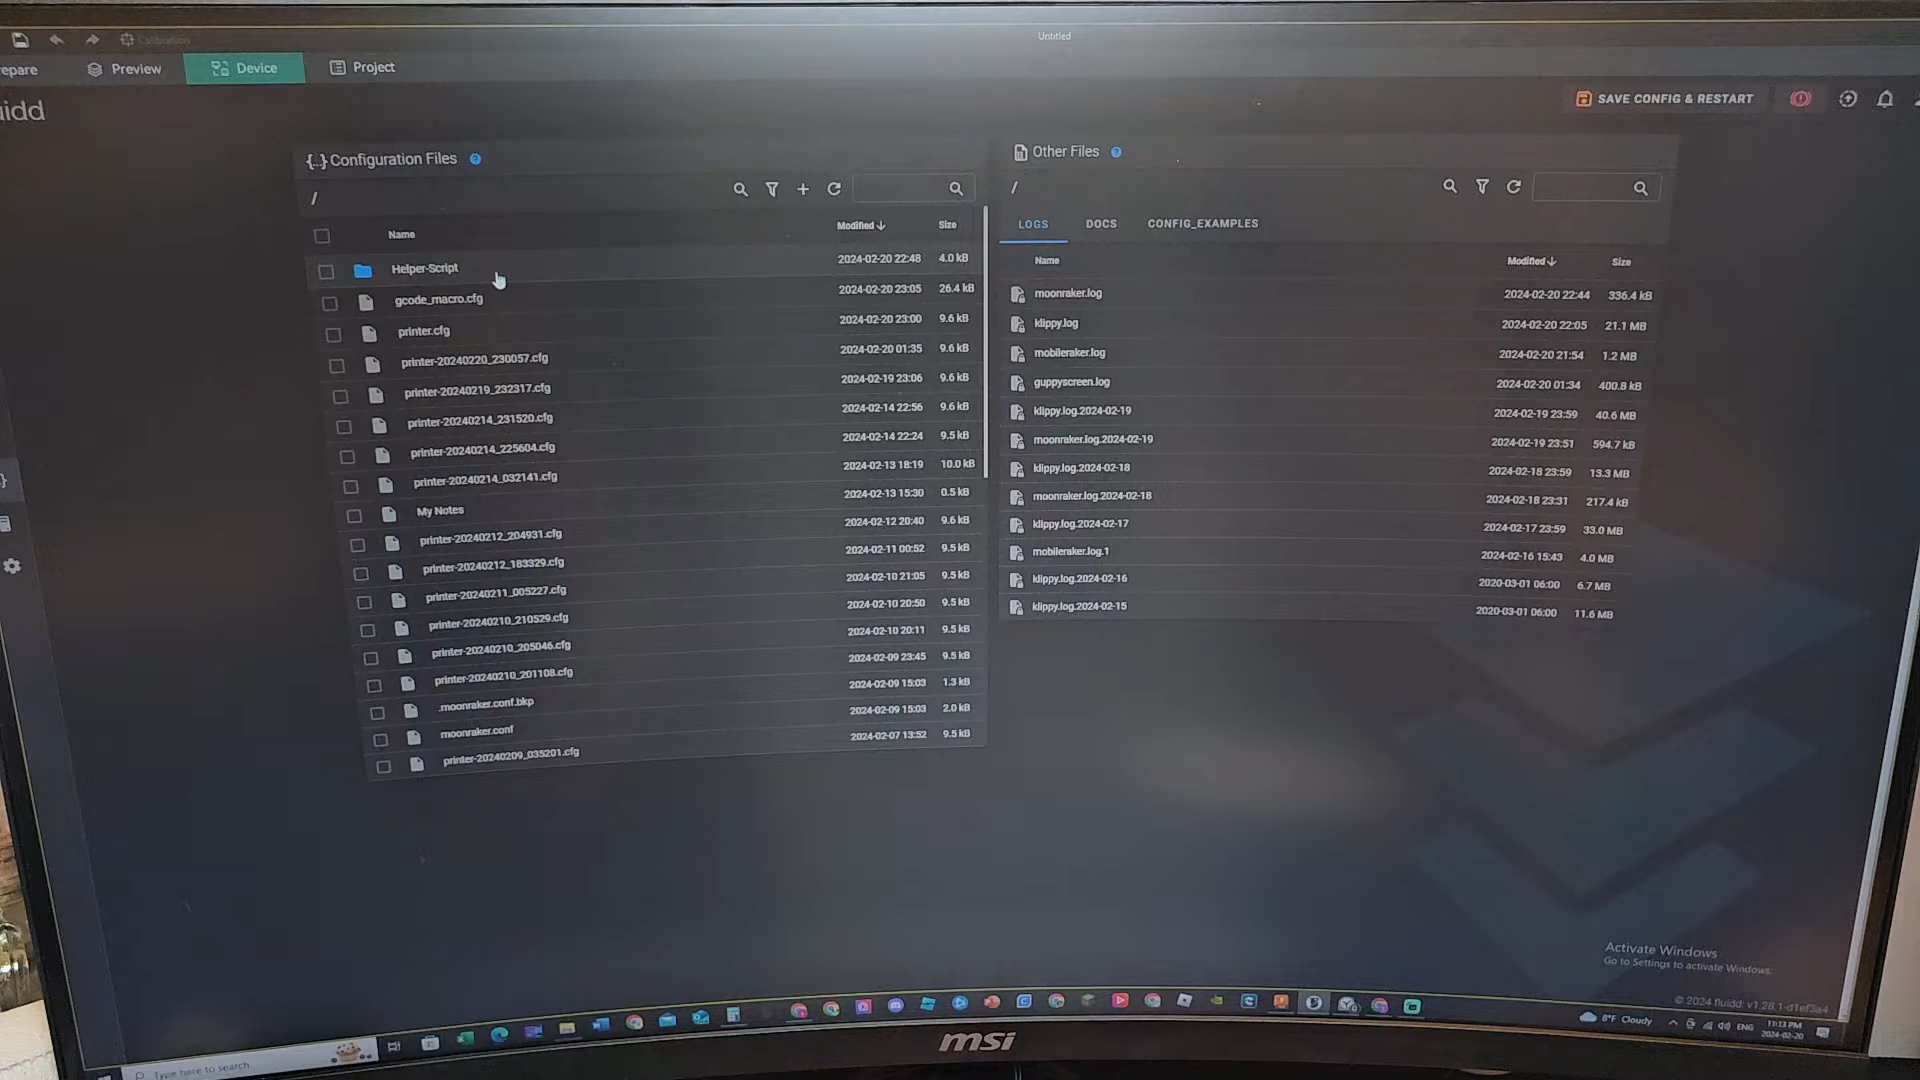 Calibration
Untitled
epare
Preview
Device
Project
SAVE CONFIG & RESTART
uidd
{..} Configuration Files ?
/
Name Modified Size
Helper-Script 2024-02-20 22:48 4.0 kB
gcode_macro.cfg 2024-02-20 23:05 26.4 kB
printer.cfg 2024-02-20 23:00 9.6 kB
printer-20240220_230057.cfg 2024-02-20 01:35 9.6 kB
printer-20240219_232317.cfg 2024-02-19 23:06 9.6 kB
printer-20240214_231520.cfg 2024-02-14 22:56 9.6 kB
printer-20240214_225604.cfg 2024-02-14 22:24 9.5 kB
printer-20240214_032141.cfg 2024-02-13 18:19 10.0 kB
My Notes 2024-02-13 15:30 0.5 kB
printer-20240212_204931.cfg 2024-02-12 20:40 9.6 kB
printer-20240212_183329.cfg 2024-02-11 00:52 9.5 kB
printer-20240211_005227.cfg 2024-02-10 21:05 9.5 kB
printer-20240210_210529.cfg 2024-02-10 20:50 9.5 kB
printer-20240210_205046.cfg 2024-02-10 20:11 9.5 kB
printer-20240210_201108.cfg 2024-02-09 23:45 9.5 kB
.moonraker.conf.bkp 2024-02-09 15:03 1.3 kB
moonraker.conf 2024-02-09 15:03 2.0 kB
printer-20240209_035201.cfg 2024-02-07 13:52 9.5 kB
Other Files ?
/
LOGS DOCS CONFIG_EXAMPLES
Name Modified Size
moonraker.log 2024-02-20 22:44 336.4 kB
klippy.log 2024-02-20 22:05 21.1 MB
mobileraker.log 2024-02-20 21:54 1.2 MB
guppyscreen.log 2024-02-20 01:34 400.8 kB
klippy.log.2024-02-19 2024-02-19 23:59 40.6 MB
moonraker.log.2024-02-19 2024-02-19 23:51 594.7 kB
klippy.log.2024-02-18 2024-02-18 23:59 13.3 MB
moonraker.log.2024-02-18 2024-02-18 23:31 217.4 kB
klippy.log.2024-02-17 2024-02-17 23:59 33.0 MB
mobileraker.log.1 2024-02-16 15:43 4.0 MB
klippy.log.2024-02-16 2020-03-01 06:00 6.7 MB
klippy.log.2024-02-15 2020-03-01 06:00 11.6 MB
Activate Windows
Go to Settings to activate Windows.
© 2024 fluidd: v1.28.1-d1ef3a4
Type here to search
8°F Cloudy
ENG
11:13 PM
2024-02-20
msi